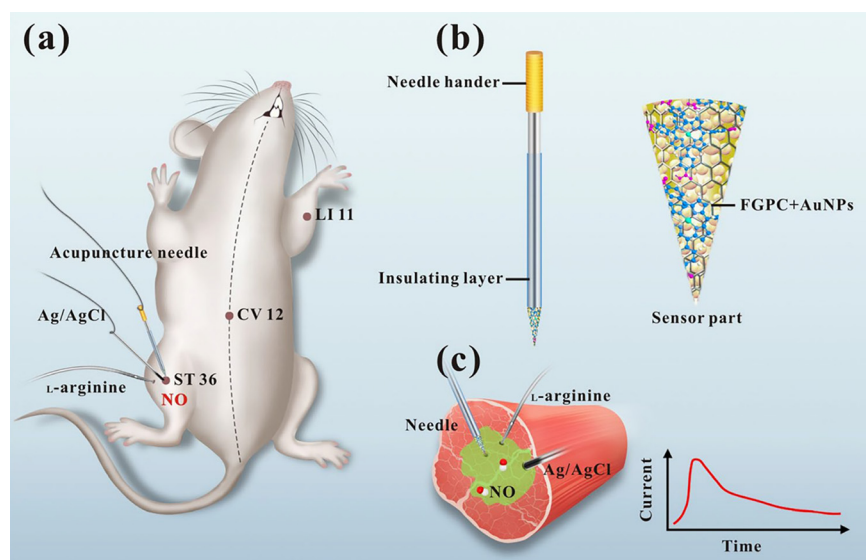 (a)
LI 11
Acupuncture needle
Ag/AgCl
CV 12
L-arginine
ST 36
NO
(b)
Needle hander
FGPC+AuNPs
Insulating layer
Sensor part
(c)
L-arginine
Needle
Ag/AgCl
NO
Current
Time